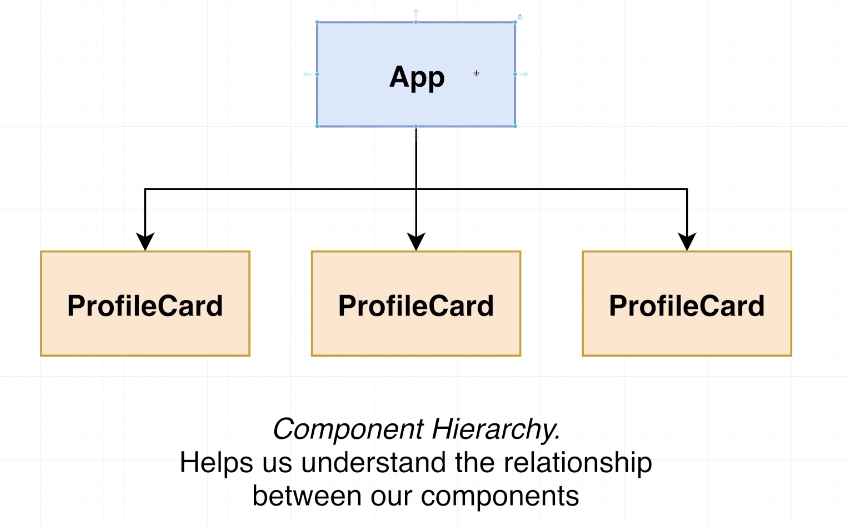 App
ProfileCard
ProfileCard
ProfileCard
Component Hierarchy.
Helps us understand the relationship
between our components